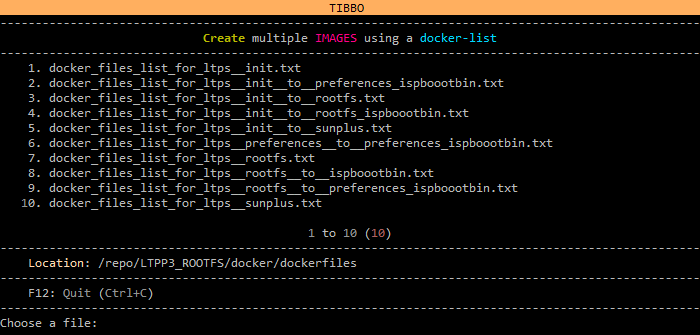 TIBBO
Create multiple IMAGES using a docker-list
1. docker_files_list_for_ltps__init.txt
2. docker_files_list_for_ltps__init__to__preferences_ispboootbin.txt
3. docker_files_list_for_ltps__init__to__rootfs.txt
4. docker_files_list_for_ltps__init__to__rootfs_ispboootbin.txt
5. docker_files_list_for_ltps__init__to__sunplus.txt
6. docker_files_list_for_ltps__preferences__to__preferences_ispboootbin.txt
7. docker_files_list_for_ltps__rootfs.txt
8. docker_files_list_for_ltps__rootfs__to__ispboootbin.txt
9. docker_files_list_for_ltps__rootfs__to__preferences_ispboootbin.txt
10. docker_files_list_for_ltps__sunplus.txt
1 to 10 (10)
Location: /repo/LTPP3_ROOTFS/docker/dockerfiles
F12: Quit (Ctrl+C)
Choose a file: